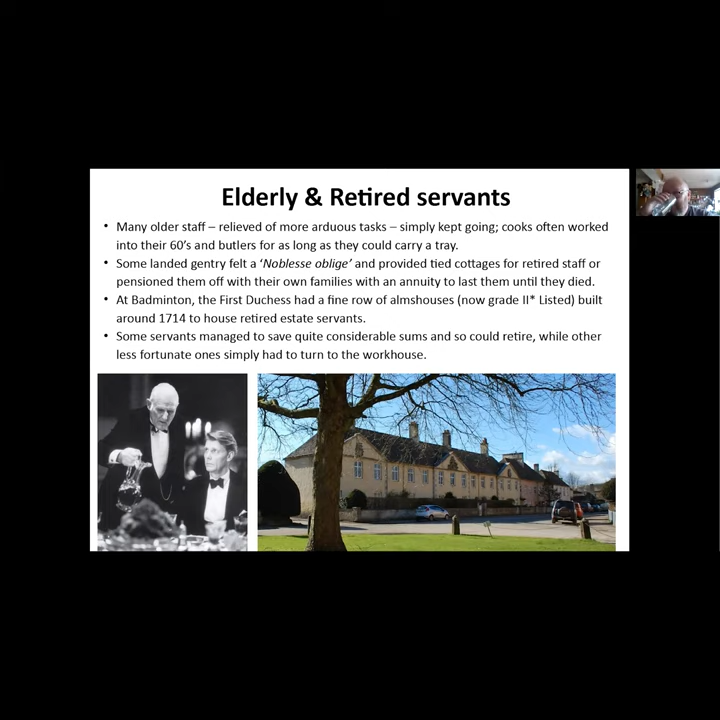 Elderly & Retired servants
• Many older staff – relieved of more arduous tasks – simply kept going; cooks often worked
into their 60's and butlers for as long as they could carry a tray.
• Some landed gentry felt a ‘Noblesse oblige’ and provided tied cottages for retired staff or
pensioned them off with their own families with an annuity to last them until they died.
• At Badminton, the First Duchess had a fine row of almshouses (now grade II* Listed) built
around 1714 to house retired estate servants.
• Some servants managed to save quite considerable sums and so could retire, while other
less fortunate ones simply had to turn to the workhouse.